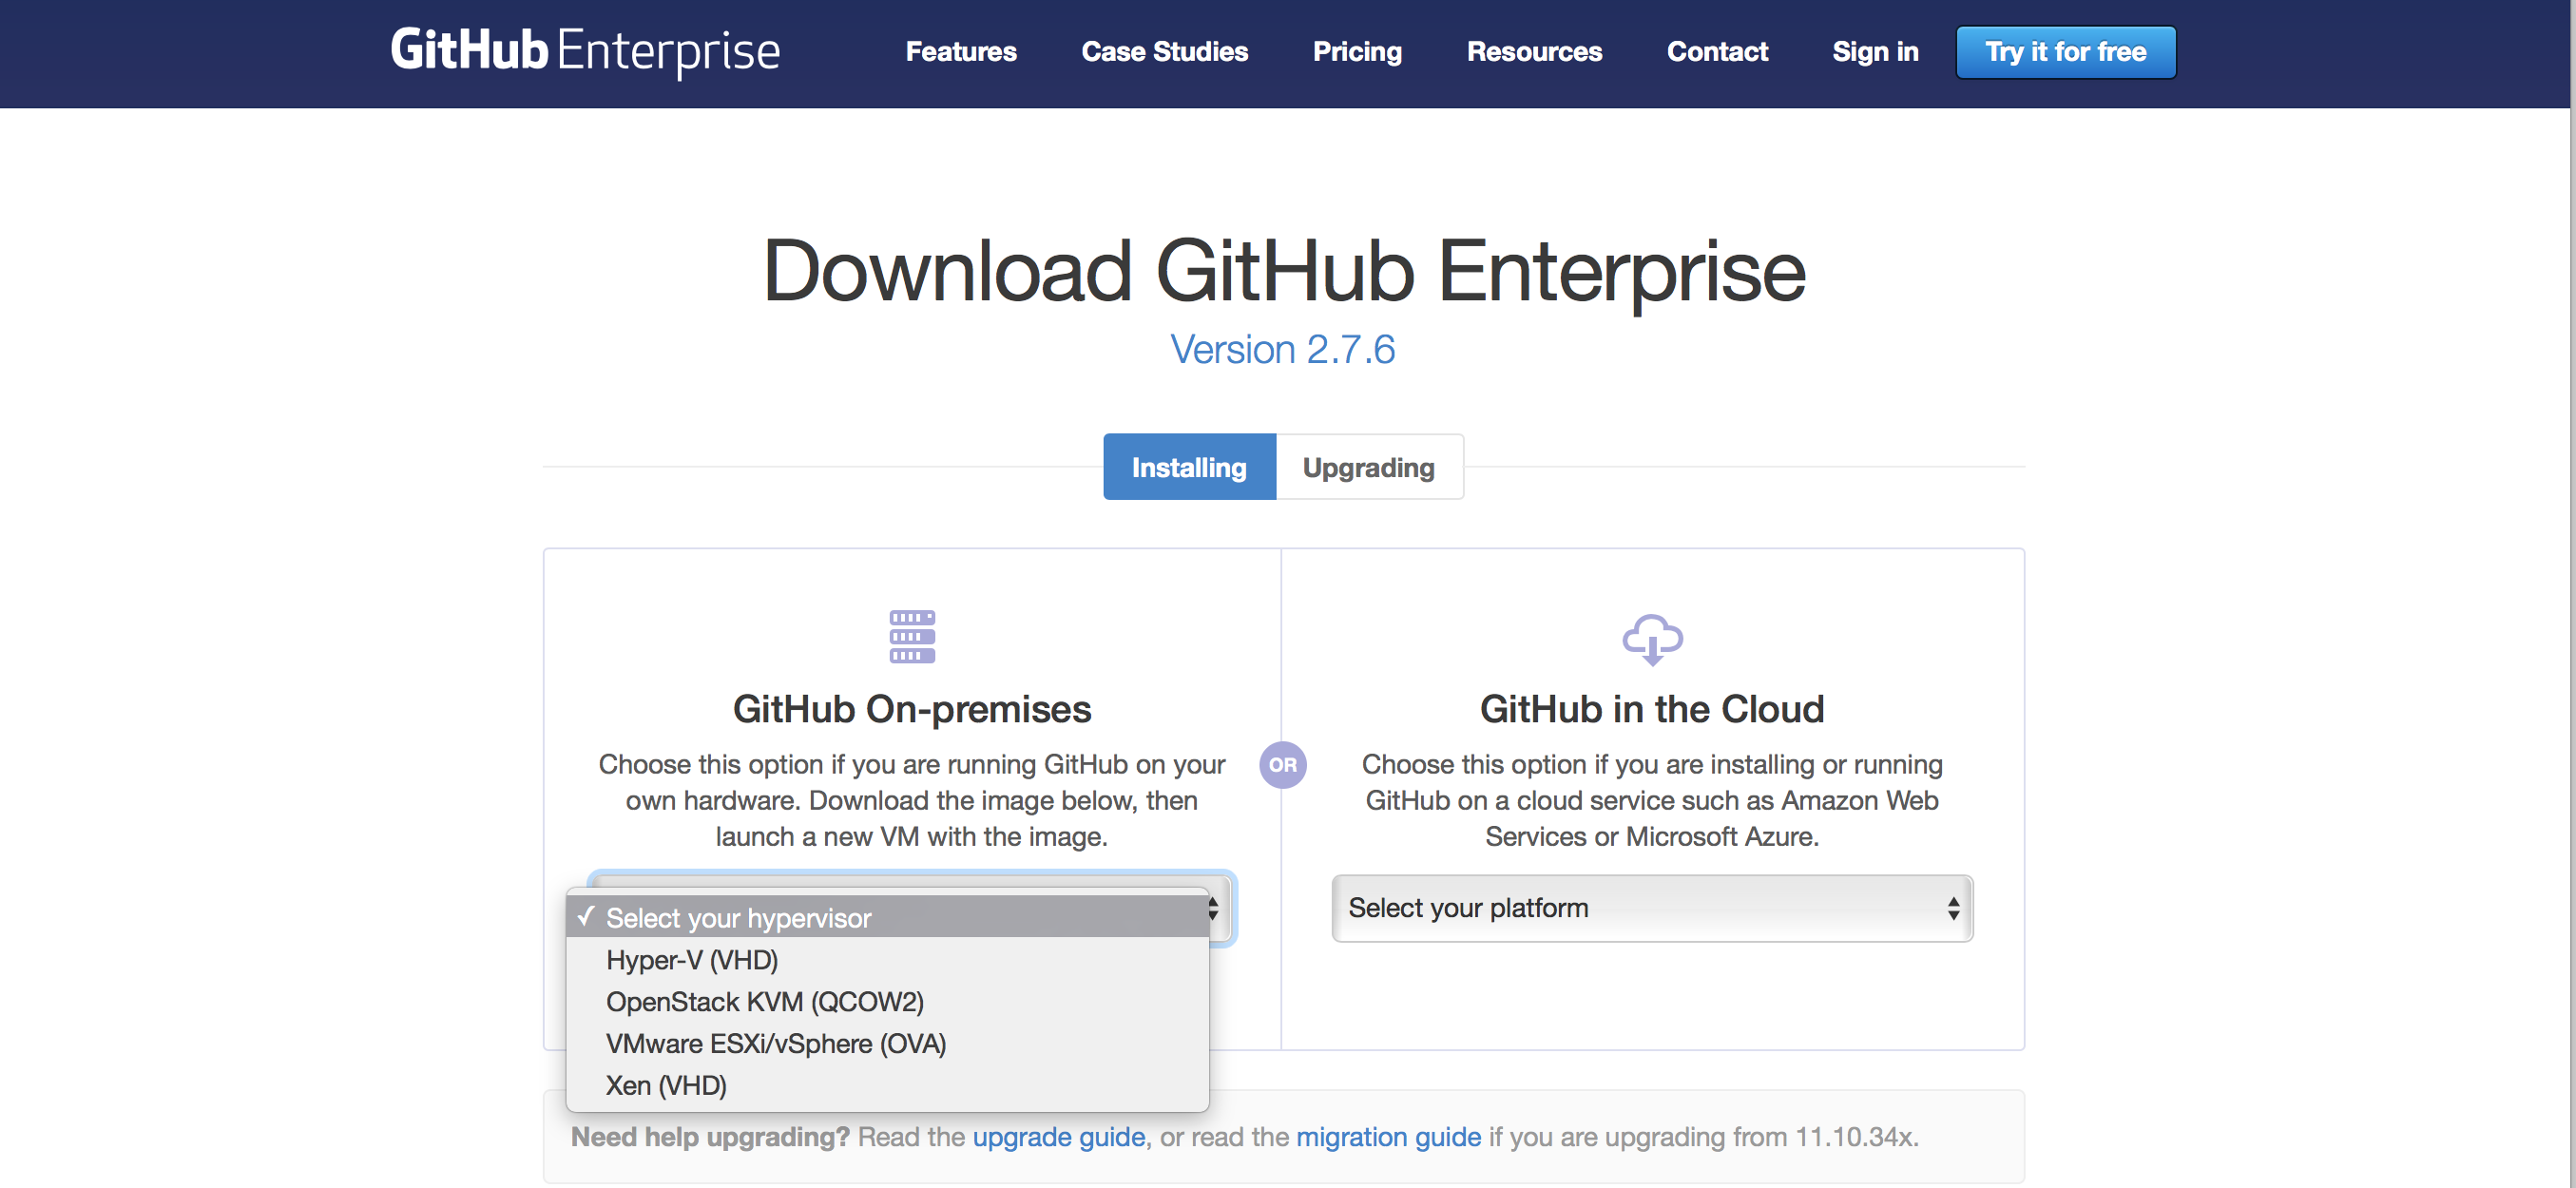 GitHub Enterprise
Features
Case Studies
Pricing
Resources
Contact
Sign in
Try it for free
Download GitHub Enterprise
Version 2.7.6
Installing
Upgrading
GitHub On-premises
Choose this option if you are running GitHub on your
own hardware. Download the image below, then
launch a new VM with the image.
✓ Select your hypervisor
Hyper-V (VHD)
OpenStack KVM (QCOW2)
VMware ESXi/vSphere (OVA)
Xen (VHD)
OR
GitHub in the Cloud
Choose this option if you are installing or running
GitHub on a cloud service such as Amazon Web
Services or Microsoft Azure.
Select your platform
Need help upgrading? Read the upgrade guide, or read the migration guide if you are upgrading from 11.10.34x.